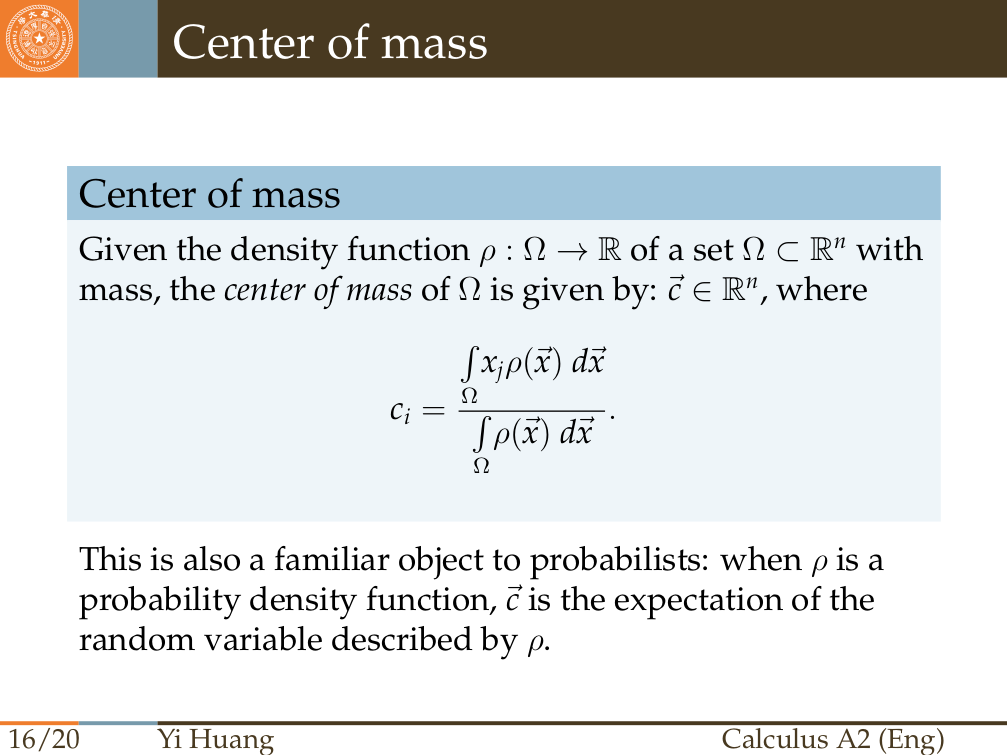 Center of mass
Center of mass
Given the density function ρ : Ω → ℝ of a set Ω ⊂ ℝⁿ with
mass, the center of mass of Ω is given by: c⃗ ∈ ℝⁿ, where
cᵢ = ∫_Ω xⱼρ(x⃗) dx⃗ / ∫_Ω ρ(x⃗) dx⃗ .
This is also a familiar object to probabilists: when ρ is a
probability density function, c⃗ is the expectation of the
random variable described by ρ.
16/20 Yi Huang Calculus A2 (Eng)